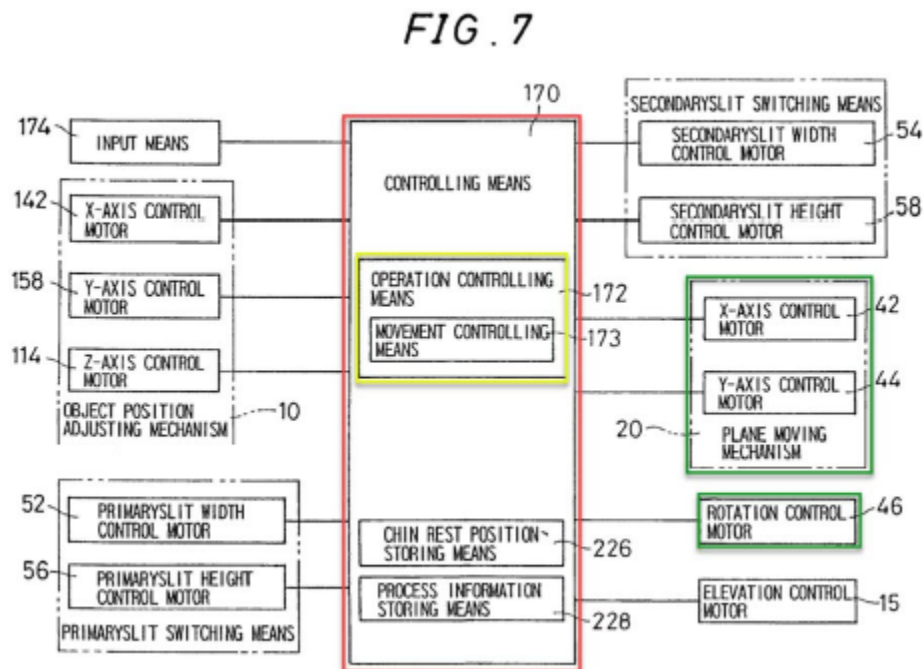 FIG. 7
170
174
INPUT MEANS
142
X-AXIS CONTROL
MOTOR
158
Y-AXIS CONTROL
MOTOR
114
Z-AXIS CONTROL
MOTOR
OBJECT POSITION
ADJUSTING MECHANISM
10
52
PRIMARYSLIT WIDTH
CONTROL MOTOR
56
PRIMARYSLIT HEIGHT
CONTROL MOTOR
PRIMARYSLIT SWITCHING MEANS
CONTROLLING MEANS
OPERATION CONTROLLING
MEANS
172
MOVEMENT CONTROLLING
MEANS
173
CHIN REST POSITION
STORING MEANS
226
PROCESS INFORMATION
STORING MEANS
228
SECONDARYSLIT SWITCHING MEANS
SECONDARYSLIT WIDTH
CONTROL MOTOR
54
SECONDARYSLIT HEIGHT
CONTROL MOTOR
58
X-AXIS CONTROL
MOTOR
42
Y-AXIS CONTROL
MOTOR
44
20
PLANE MOVING
MECHANISM
ROTATION CONTROL
MOTOR
46
ELEVATION CONTROL
MOTOR
15